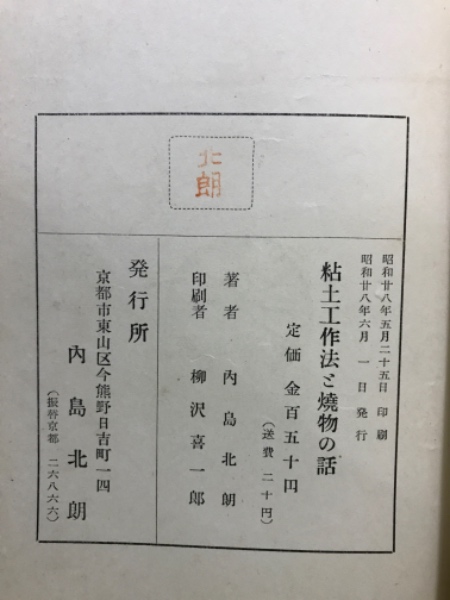 北朗
昭和廿八年五月二十五日 印刷
昭和廿八年六月 一日 発行
粘土工作法と燒物の話
定価 金百五十円
(送費 二十円)
著者 内島北朗
印刷者 柳沢喜一郎
発行所
京都市東山区今熊野日吉町一四
内島北朗
(振替京都 二六八六六)